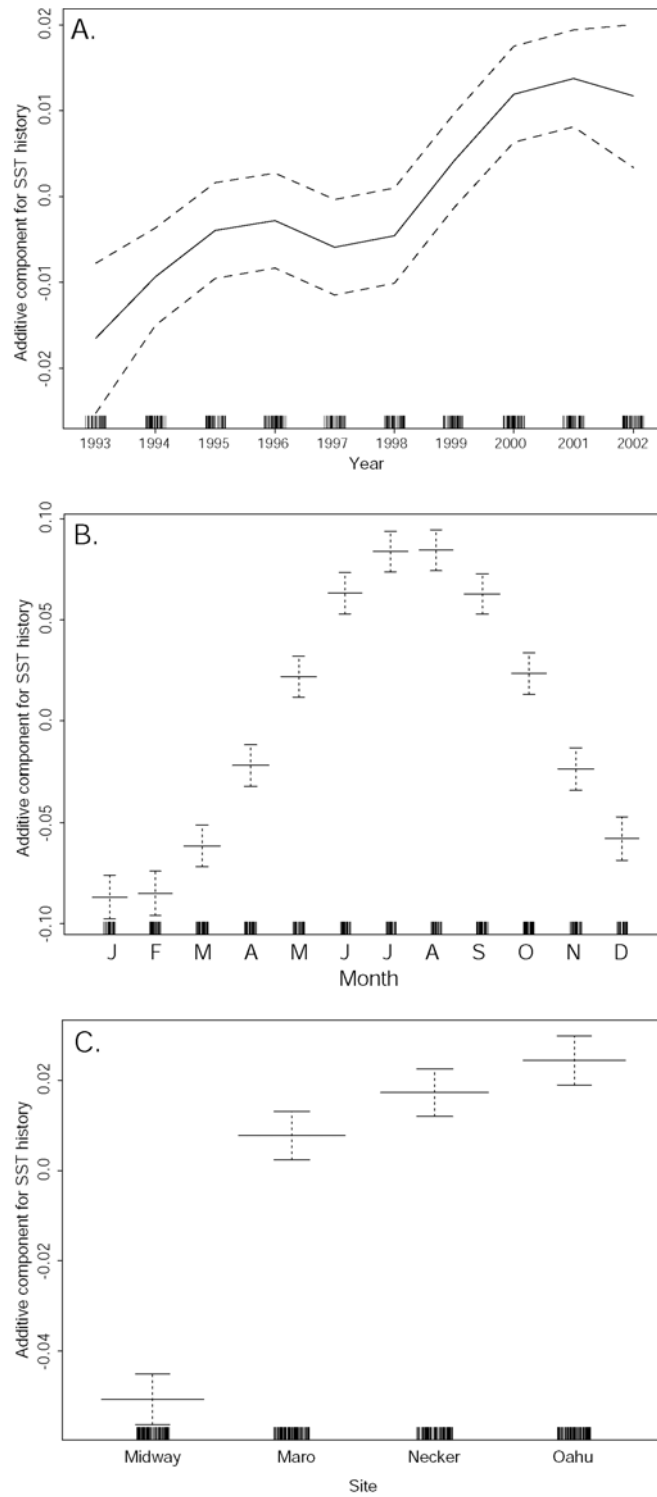 A.
Additive component for SST history
0.02
0.01
0.0
-0.01
-0.02
1993 1994 1995 1996 1997 1998 1999 2000 2001 2002
Year
B.
Additive component for SST history
0.10
0.05
0.0
-0.05
-0.10
J F M A M J J A S O N D
Month
C.
Additive component for SST history
0.02
0.0
-0.02
-0.04
Midway Maro Necker Oahu
Site